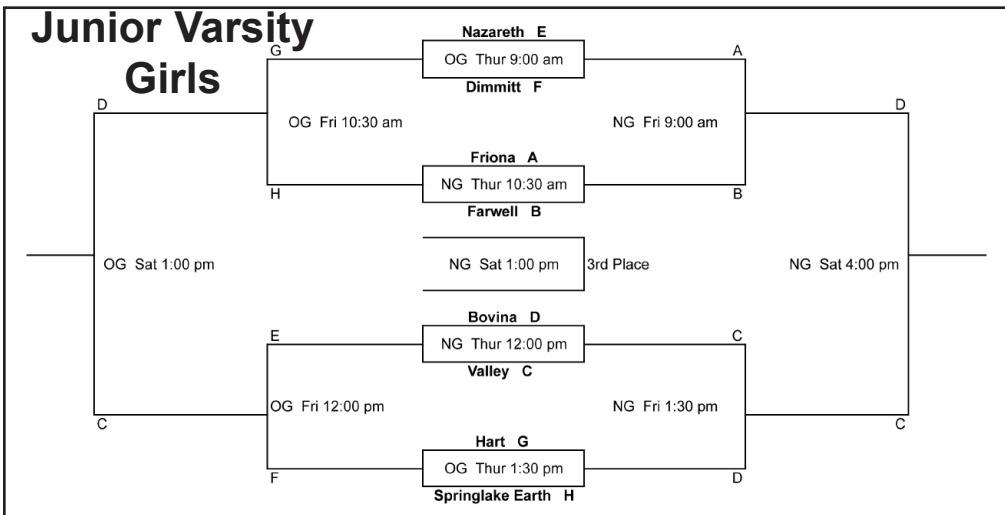 Junior Varsity
Girls
Nazareth E
G
OG Thur 9:00 am
A
Dimmitt F
D
D
OG Fri 10:30 am
NG Fri 9:00 am
Friona A
H
NG Thur 10:30 am
B
Farwell B
OG Sat 1:00 pm
NG Sat 1:00 pm
3rd Place
NG Sat 4:00 pm
Bovina D
E
NG Thur 12:00 pm
C
Valley C
OG Fri 12:00 pm
NG Fri 1:30 pm
C
C
Hart G
F
OG Thur 1:30 pm
D
Springlake Earth H